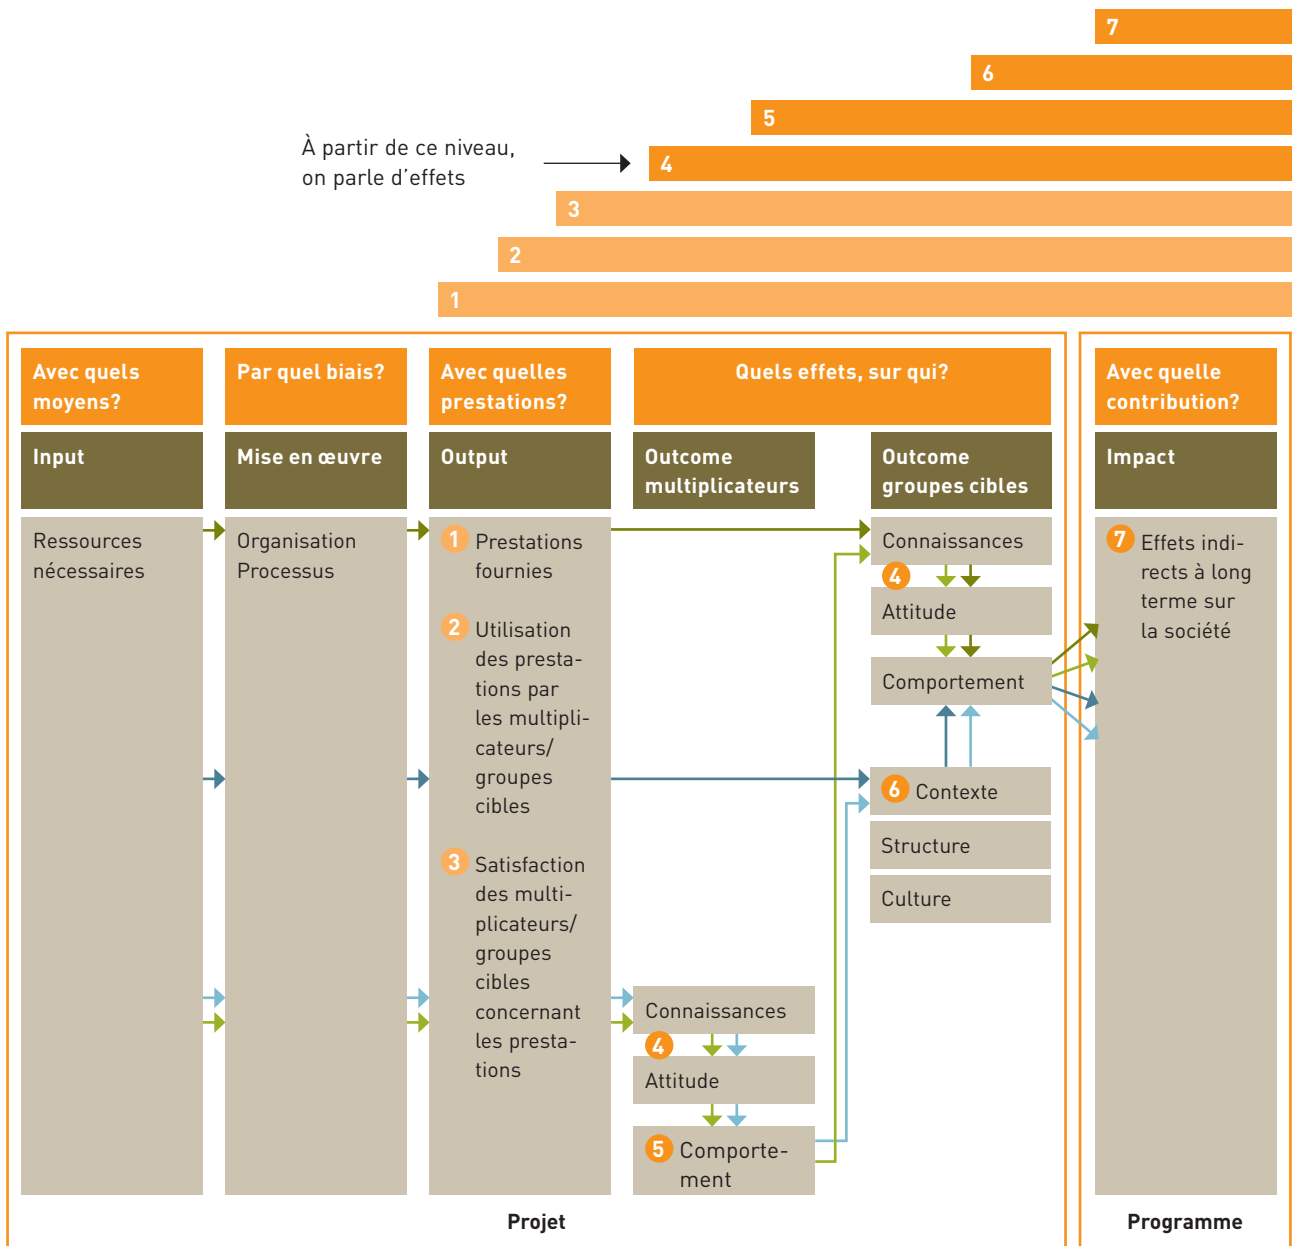 7
6
5
À partir de ce niveau,
on parle d’effets
4
3
2
1
Avec quels
moyens?
Par quel biais?
Avec quelles
prestations?
Quels effets, sur qui?
Avec quelle
contribution?
Input
Mise en œuvre
Output
Outcome
multiplicateurs
Outcome
groupes cibles
Impact
Ressources
nécessaires
Organisation
Processus
1 Prestations
fournies
2 Utilisation
des presta-
tions par
les multipli-
cateurs/
groupes
cibles
3 Satisfaction
des multi-
plicateurs/
groupes
cibles
concernant
les presta-
tions
Connaissances
4
Attitude
5 Comporte-
ment
Connaissances
4
Attitude
Comportement
6 Contexte
Structure
Culture
7 Effets indi-
rects à long
terme sur
la société
Projet
Programme